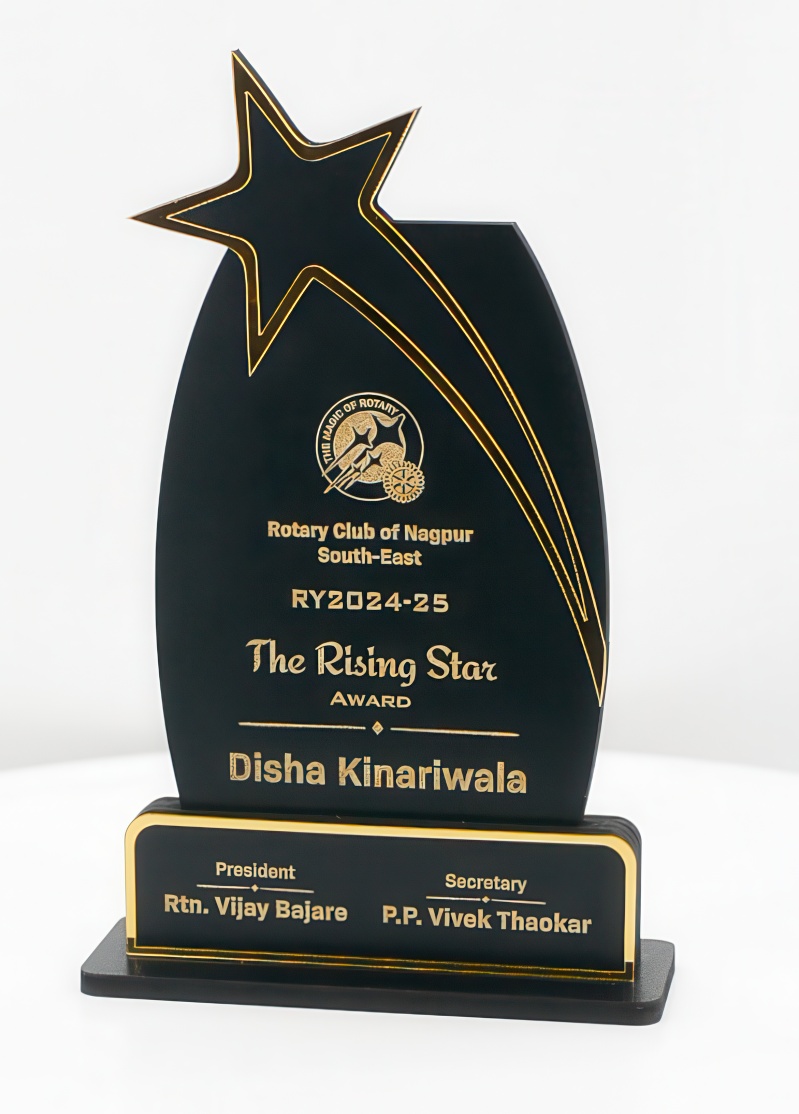 THE MAGIC OF ROTARY
Rotary Club of Nagpur
South-East
RY2024-25
The Rising Star
AWARD
Disha Kinariwala
President
Rtn. Vijay Bajare
Secretary
P.P. Vivek Thaokar